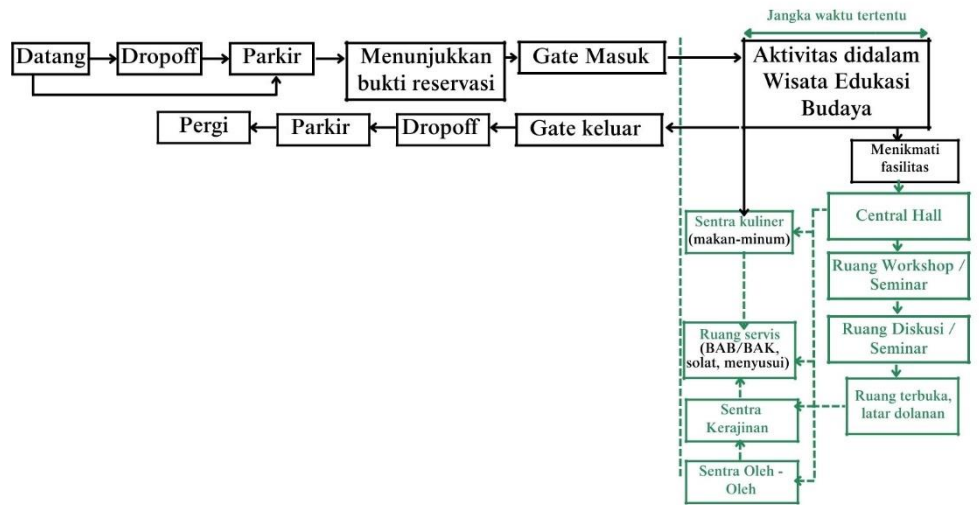 Jangka waktu tertentu
Datang
Dropoff
Parkir
Menunjukkan
bukti reservasi
Gate Masuk
Aktivitas didalam
Wisata Edukasi
Budaya
Pergi
Parkir
Dropoff
Gate keluar
Menikmati
fasilitas
Central Hall
Sentra kuliner
(makan-minum)
Ruang Workshop /
Seminar
Ruang Diskusi /
Seminar
Ruang servis
(BAB/BAK,
solat, menyusui)
Ruang terbuka,
latar dolanan
Sentra
Kerajinan
Sentra Oleh -
Oleh